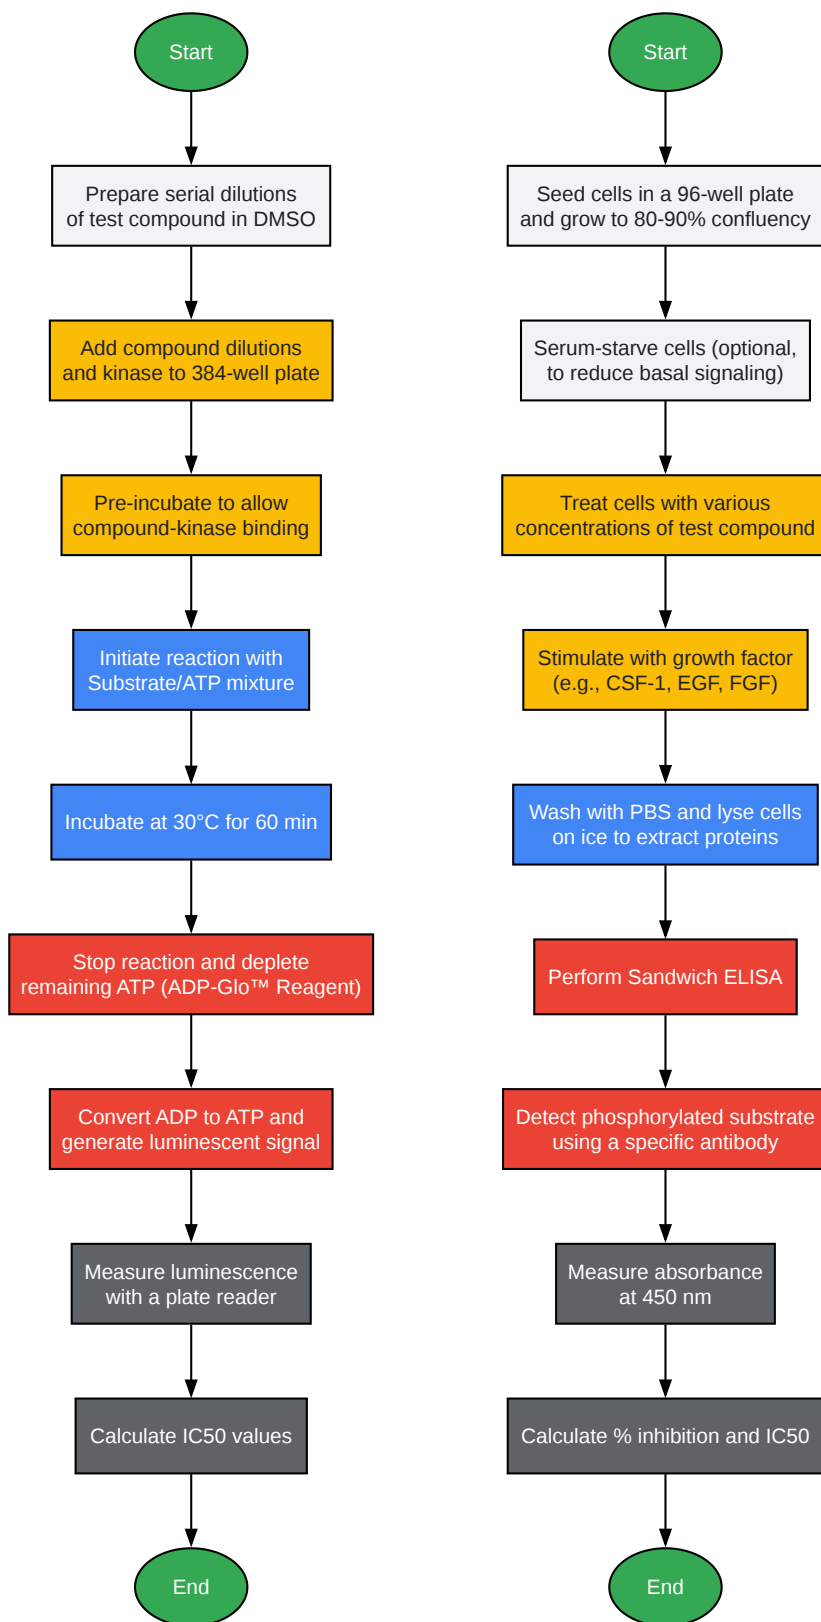 Start
Prepare serial dilutions
of test compound in DMSO
Add compound dilutions
and kinase to 384-well plate
Pre-incubate to allow
compound-kinase binding
Initiate reaction with
Substrate/ATP mixture
Incubate at 30°C for 60 min
Stop reaction and deplete
remaining ATP (ADP-Glo™ Reagent)
Convert ADP to ATP and
generate luminescent signal
Measure luminescence
with a plate reader
Calculate IC50 values
End
Start
Seed cells in a 96-well plate
and grow to 80-90% confluency
Serum-starve cells (optional,
to reduce basal signaling)
Treat cells with various
concentrations of test compound
Stimulate with growth factor
(e.g., CSF-1, EGF, FGF)
Wash with PBS and lyse cells
on ice to extract proteins
Perform Sandwich ELISA
Detect phosphorylated substrate
using a specific antibody
Measure absorbance
at 450 nm
Calculate % inhibition and IC50
End